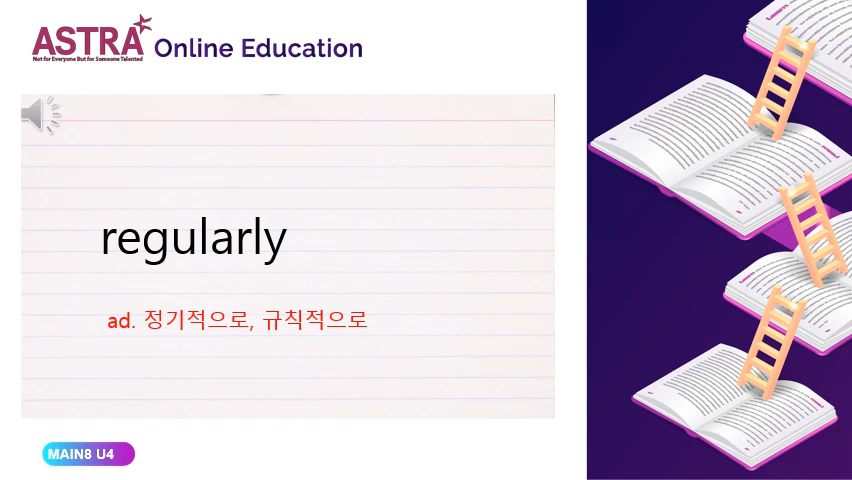 ASTRA
Not for Everyone But for Someone Talented
Online Education
regularly
ad. 정기적으로, 규칙적으로
MAIN8 U4